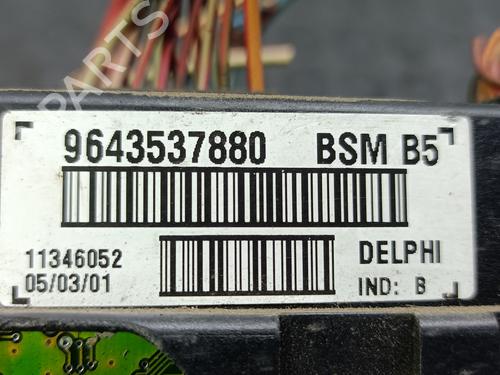 9643537880 BSM B5
11346052 DELPHI
05/03/01 IND: B
PARTS